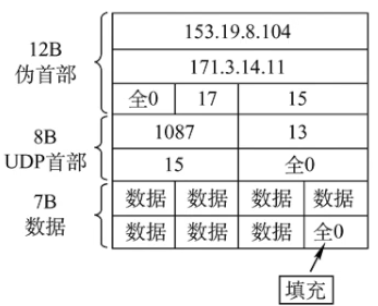 12B
伪首部
153.19.8.104
171.3.14.11
全0 17 15
8B
UDP首部
1087 13
15 全0
7B
数据
数据 数据 数据 数据
数据 数据 数据 全0
填充